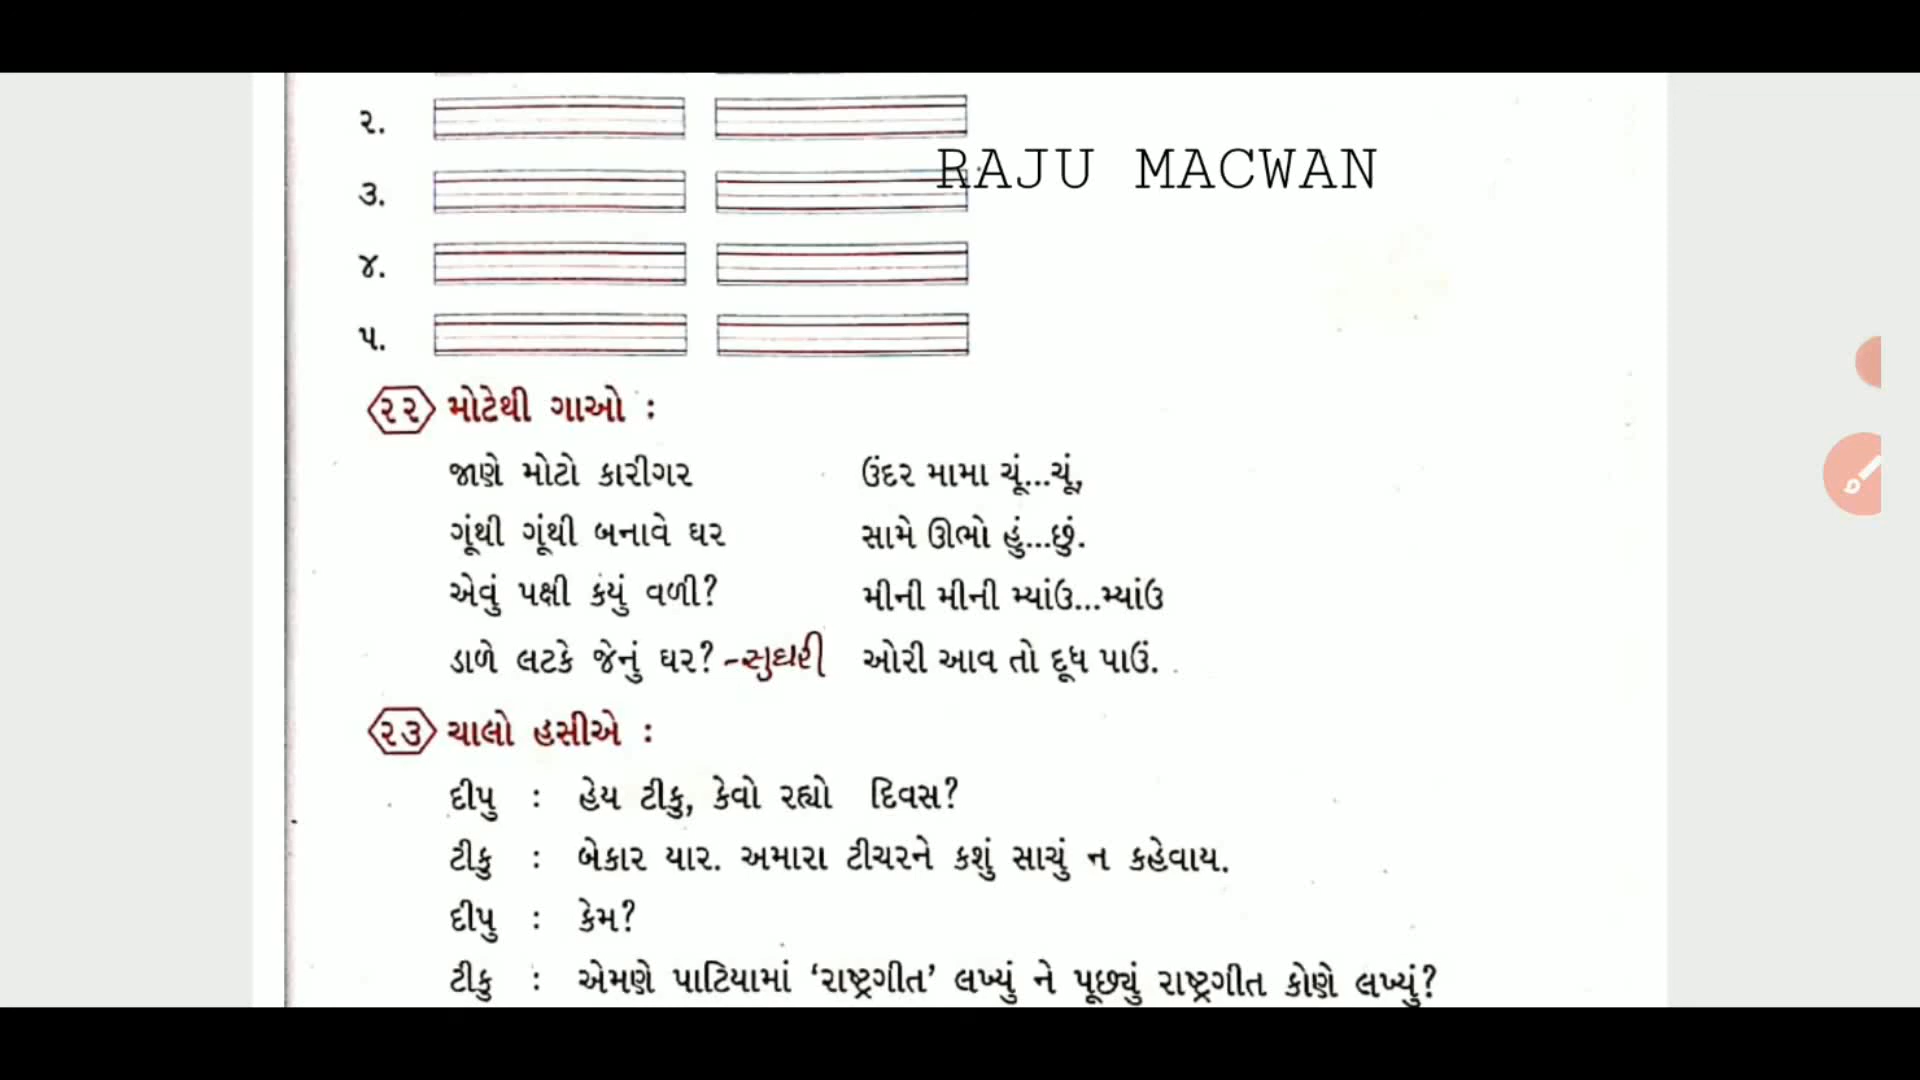 ૨.
RAJU MACWAN
૩.
૪.
૫.
૨૨ મોટેથી ગાઓ :
જાણે મોટો કારીગર
ગૂંથી ગૂંથી બનાવે ઘર
એવું પક્ષી કયું વળી?
ડાળે લટકે જેનું ઘર? -સુઘરી
ઉંદર મામા ચૂં...ચૂં,
સામે ઊભો હું...છું.
મીની મીની મ્યાંઉ...મ્યાંઉ
ઓરી આવ તો દૂધ પાઉં.
૨૩ ચાલો હસીએ :
દીપુ : હેય ટીકુ, કેવો રહ્યો દિવસ?
ટીકુ : બેકાર યાર. અમારા ટીચરને કશું સાચું ન કહેવાય.
દીપુ : કેમ?
ટીકુ : એમણે પાટિયામાં ‘રાષ્ટ્રગીત’ લખ્યું ને પૂછ્યું રાષ્ટ્રગીત કોણે લખ્યું?